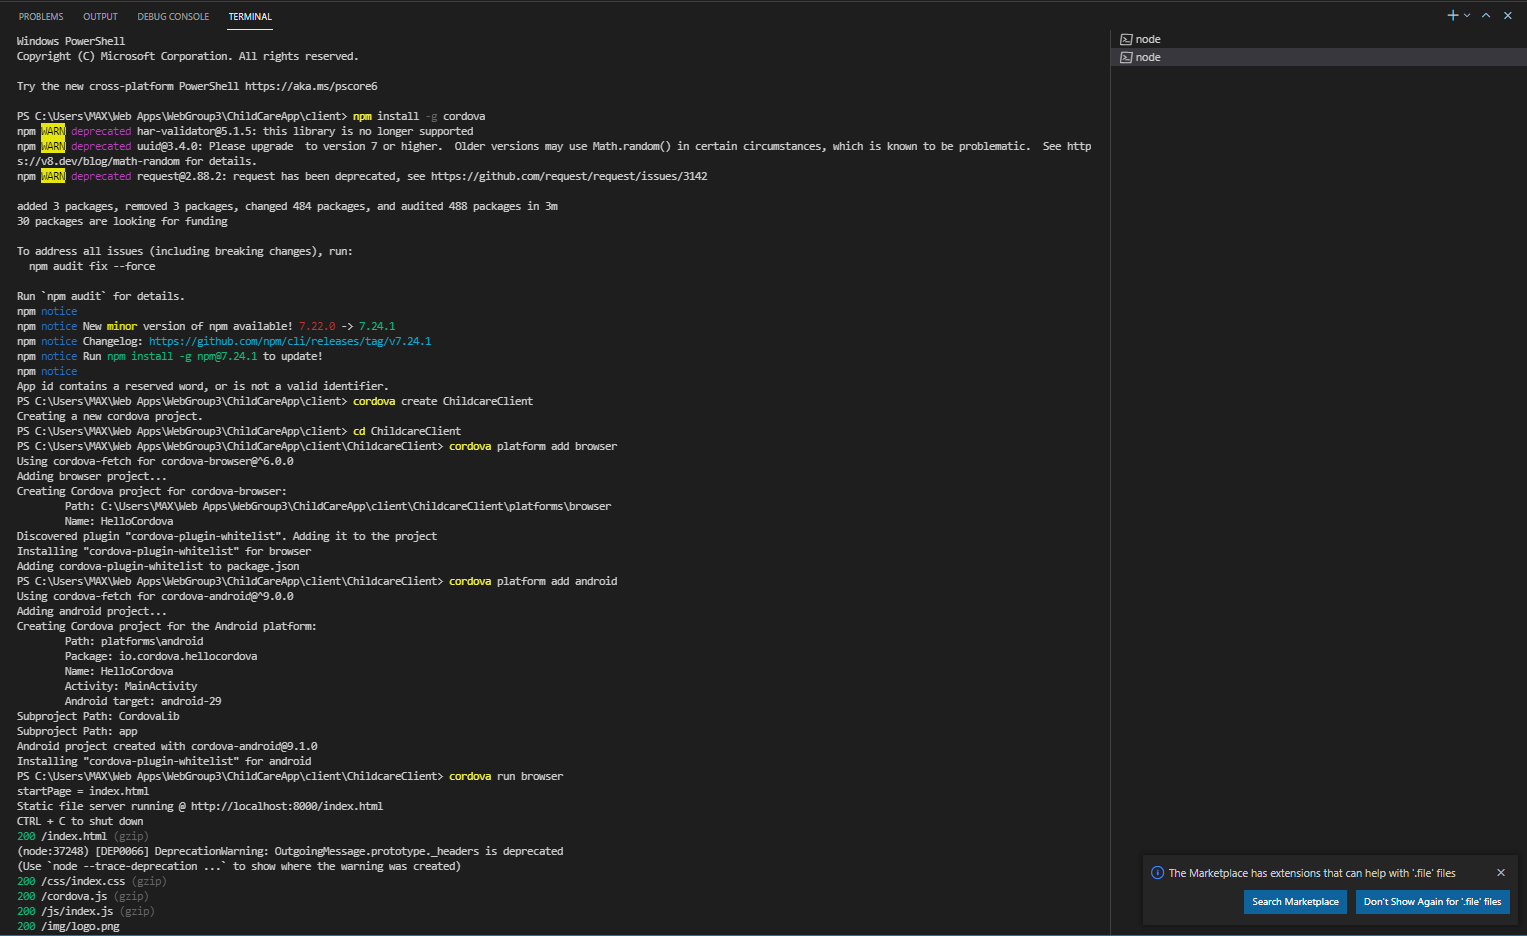 PROBLEMS OUTPUT DEBUG CONSOLE TERMINAL
Windows PowerShell
Copyright (C) Microsoft Corporation. All rights reserved.
Try the new cross-platform PowerShell https://aka.ms/pscore6
PS C:\Users\MAX\Web Apps\WebGroup3\ChildCareApp\client> npm install -g cordova
npm WARN deprecated har-validator@5.1.5: this library is no longer supported
npm WARN deprecated uuid@3.4.0: Please upgrade  to version 7 or higher.  Older versions may use Math.random() in certain circumstances, which is known to be problematic.  See http
s://v8.dev/blog/math-random for details.
npm WARN deprecated request@2.88.2: request has been deprecated, see https://github.com/request/request/issues/3142
added 3 packages, removed 3 packages, changed 484 packages, and audited 488 packages in 3m
30 packages are looking for funding
To address all issues (including breaking changes), run:
  npm audit fix --force
Run `npm audit` for details.
npm notice
npm notice New minor version of npm available! 7.22.0 -> 7.24.1
npm notice Changelog: https://github.com/npm/cli/releases/tag/v7.24.1
npm notice Run npm install -g npm@7.24.1 to update!
npm notice
App id contains a reserved word, or is not a valid identifier.
PS C:\Users\MAX\Web Apps\WebGroup3\ChildCareApp\client> cordova create ChildcareClient
Creating a new cordova project.
PS C:\Users\MAX\Web Apps\WebGroup3\ChildCareApp\client> cd ChildcareClient
PS C:\Users\MAX\Web Apps\WebGroup3\ChildCareApp\client\ChildcareClient> cordova platform add browser
Using cordova-fetch for cordova-browser@^6.0.0
Adding browser project...
Creating Cordova project for cordova-browser:
        Path: C:\Users\MAX\Web Apps\WebGroup3\ChildCareApp\client\ChildcareClient\platforms\browser
        Name: HelloCordova
Discovered plugin "cordova-plugin-whitelist". Adding it to the project
Installing "cordova-plugin-whitelist" for browser
Adding cordova-plugin-whitelist to package.json
PS C:\Users\MAX\Web Apps\WebGroup3\ChildCareApp\client\ChildcareClient> cordova platform add android
Using cordova-fetch for cordova-android@^9.0.0
Adding android project...
Creating Cordova project for the Android platform:
        Path: platforms\android
        Package: io.cordova.hellocordova
        Name: HelloCordova
        Activity: MainActivity
        Android target: android-29
Subproject Path: CordovaLib
Subproject Path: app
Android project created with cordova-android@9.1.0
Installing "cordova-plugin-whitelist" for android
PS C:\Users\MAX\Web Apps\WebGroup3\ChildCareApp\client\ChildcareClient> cordova run browser
startPage = index.html
Static file server running @ http://localhost:8000/index.html
CTRL + C to shut down
200 /index.html (gzip)
(node:37248) [DEP0066] DeprecationWarning: OutgoingMessage.prototype._headers is deprecated
(Use `node --trace-deprecation ...` to show where the warning was created)
200 /css/index.css (gzip)
200 /cordova.js (gzip)
200 /js/index.js (gzip)
200 /img/logo.png
node
node
The Marketplace has extensions that can help with '.file' files
Search Marketplace
Don't Show Again for '.file' files